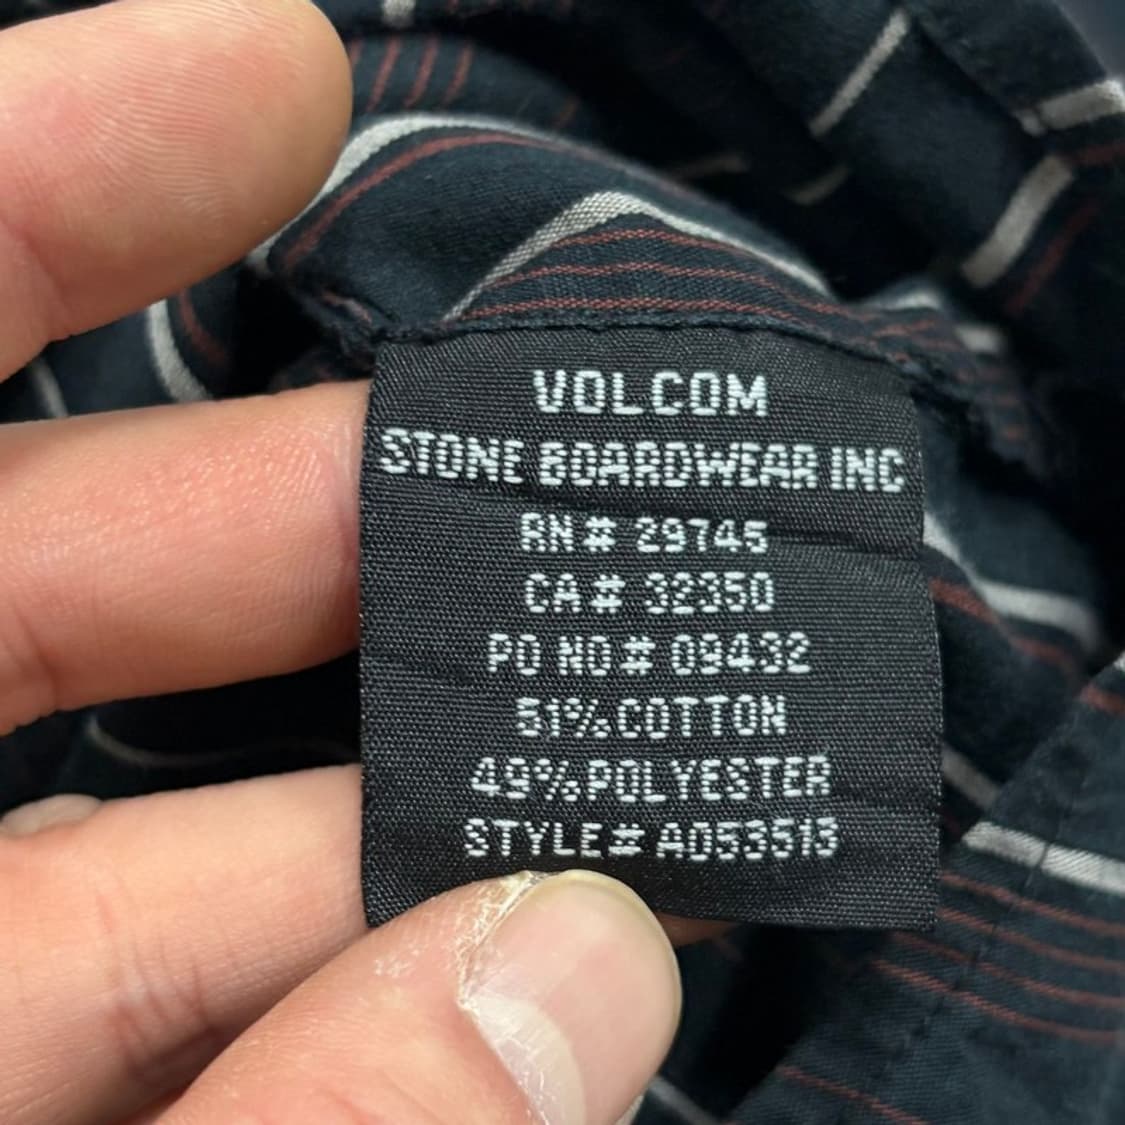 VOLCOM
STONE BOARDWEAR INC
RN# 29745
CA# 32350
PO NO# 09432
51% COTTON
49% POLYESTER
STYLE# A053513